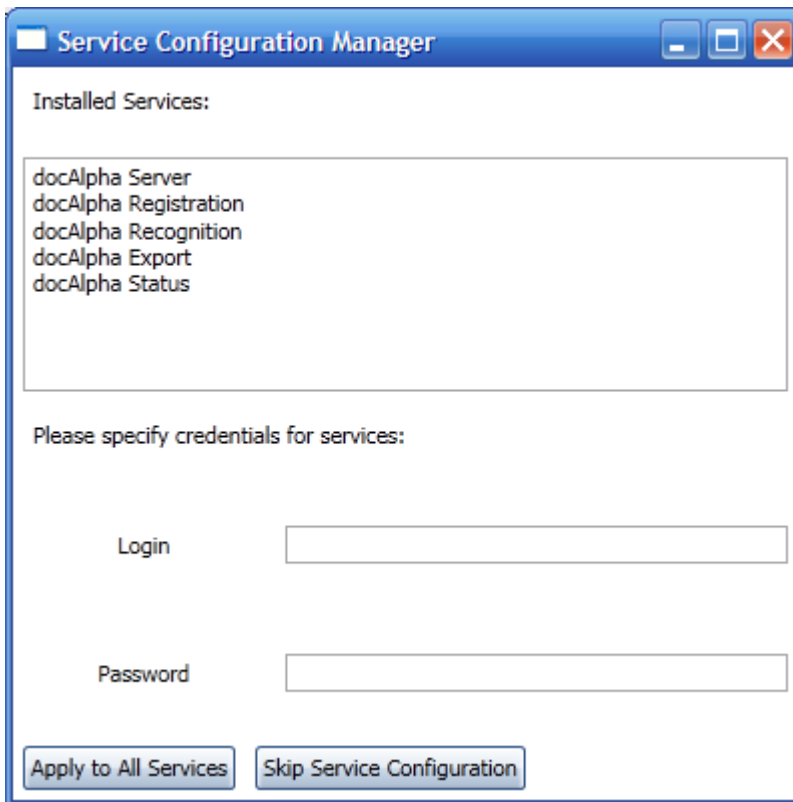 Service Configuration Manager
Installed Services:
docAlpha Server
docAlpha Registration
docAlpha Recognition
docAlpha Export
docAlpha Status
Please specify credentials for services:
Login
Password
Apply to All Services Skip Service Configuration